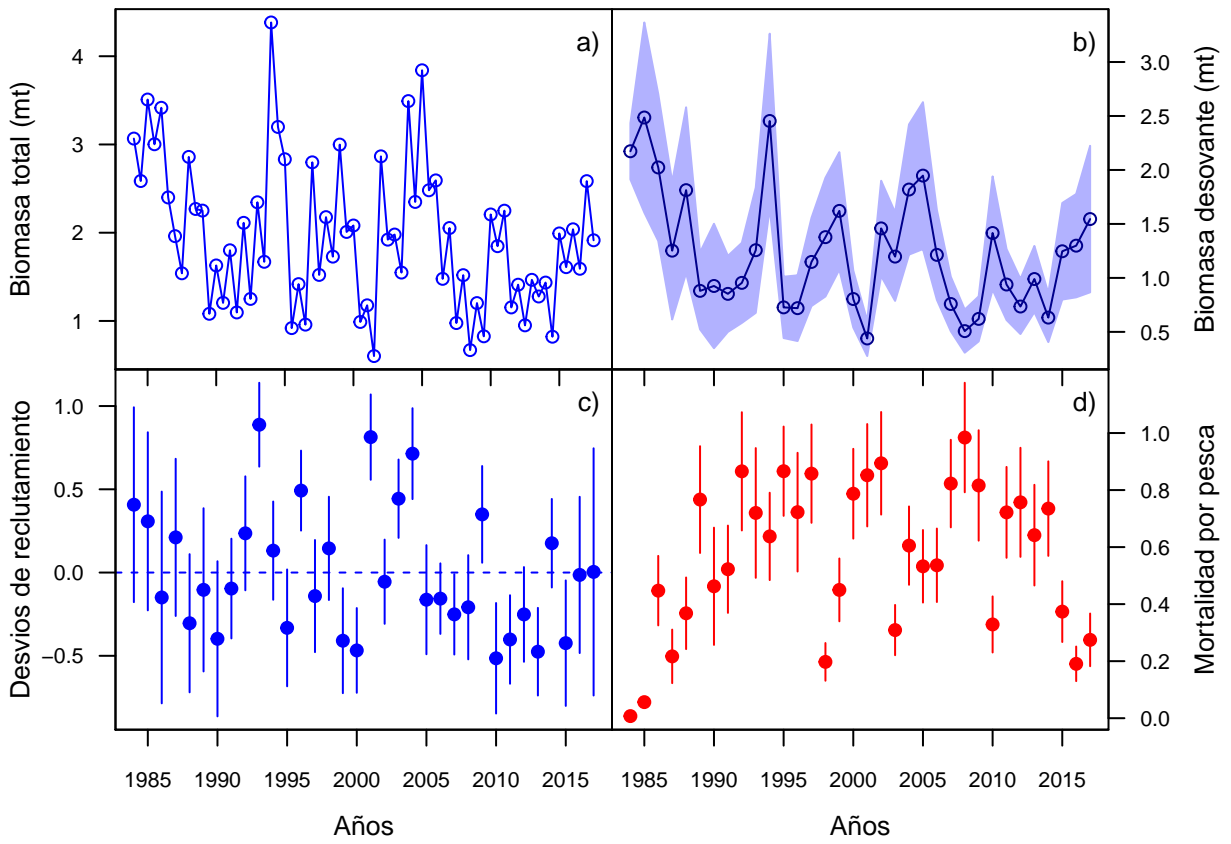 a)
Biomasa total (mt)
4
3
2
1
b)
3.0
2.5
2.0
1.5
1.0
0.5
Biomasa desovante (mt)
c)
Desvios de reclutamiento
1.0
0.5
0.0
−0.5
d)
1.0
0.8
0.6
0.4
0.2
0.0
Mortalidad por pesca
1985 1990 1995 2000 2005 2010 2015
1985 1990 1995 2000 2005 2010 2015
Años
Años